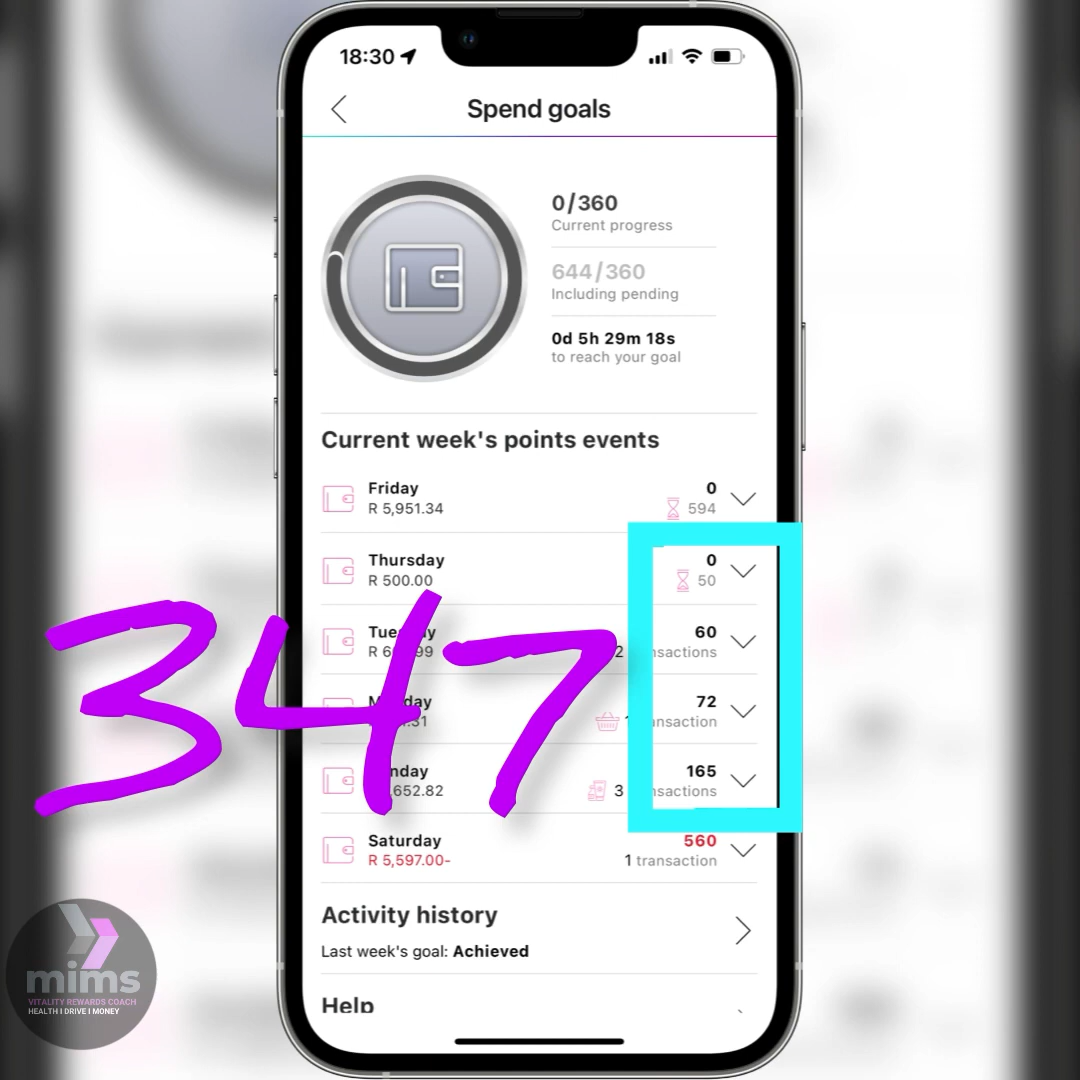 18:30
Spend goals
0/360
Current progress
644/360
Including pending
0d 5h 29m 18s
to reach your goal
Current week's points events
Friday 0
R 5,951.34 594
Thursday 0
R 500.00 50
60
2
72
165
652.82 3
Saturday 560
R 5,597.00- 1 transaction
347
Activity history
Last week's goal: Achieved
Help
mims
VITALITY REWARDS COACH
HEALTH I DRIVE I MONEY